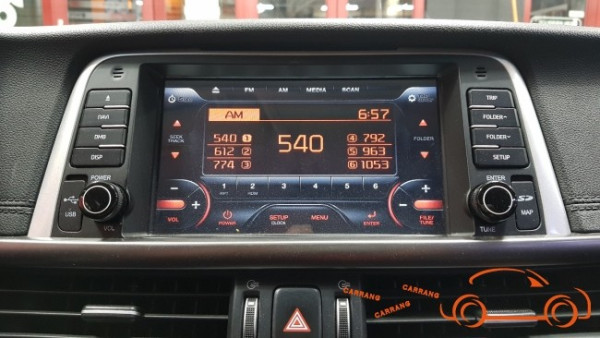 FM AM MEDIA SCAN
AM 6:57
SEEK
TRACK
540 1 540 4 792
612 2 5 963
774 3 6 1053
FOLDER
1 2 3 4 5 6
VOL
POWER
SETUP
CLOCK
MENU
ENTER
FILE/
TUNE
NAVI
DMB
DISP
POWER
USB
VOL
TRIP
FOLDER
FOLDER
SETUP
ENTER
SD
MAP
TUNE
CARRANG
CARRANG
CARRANG